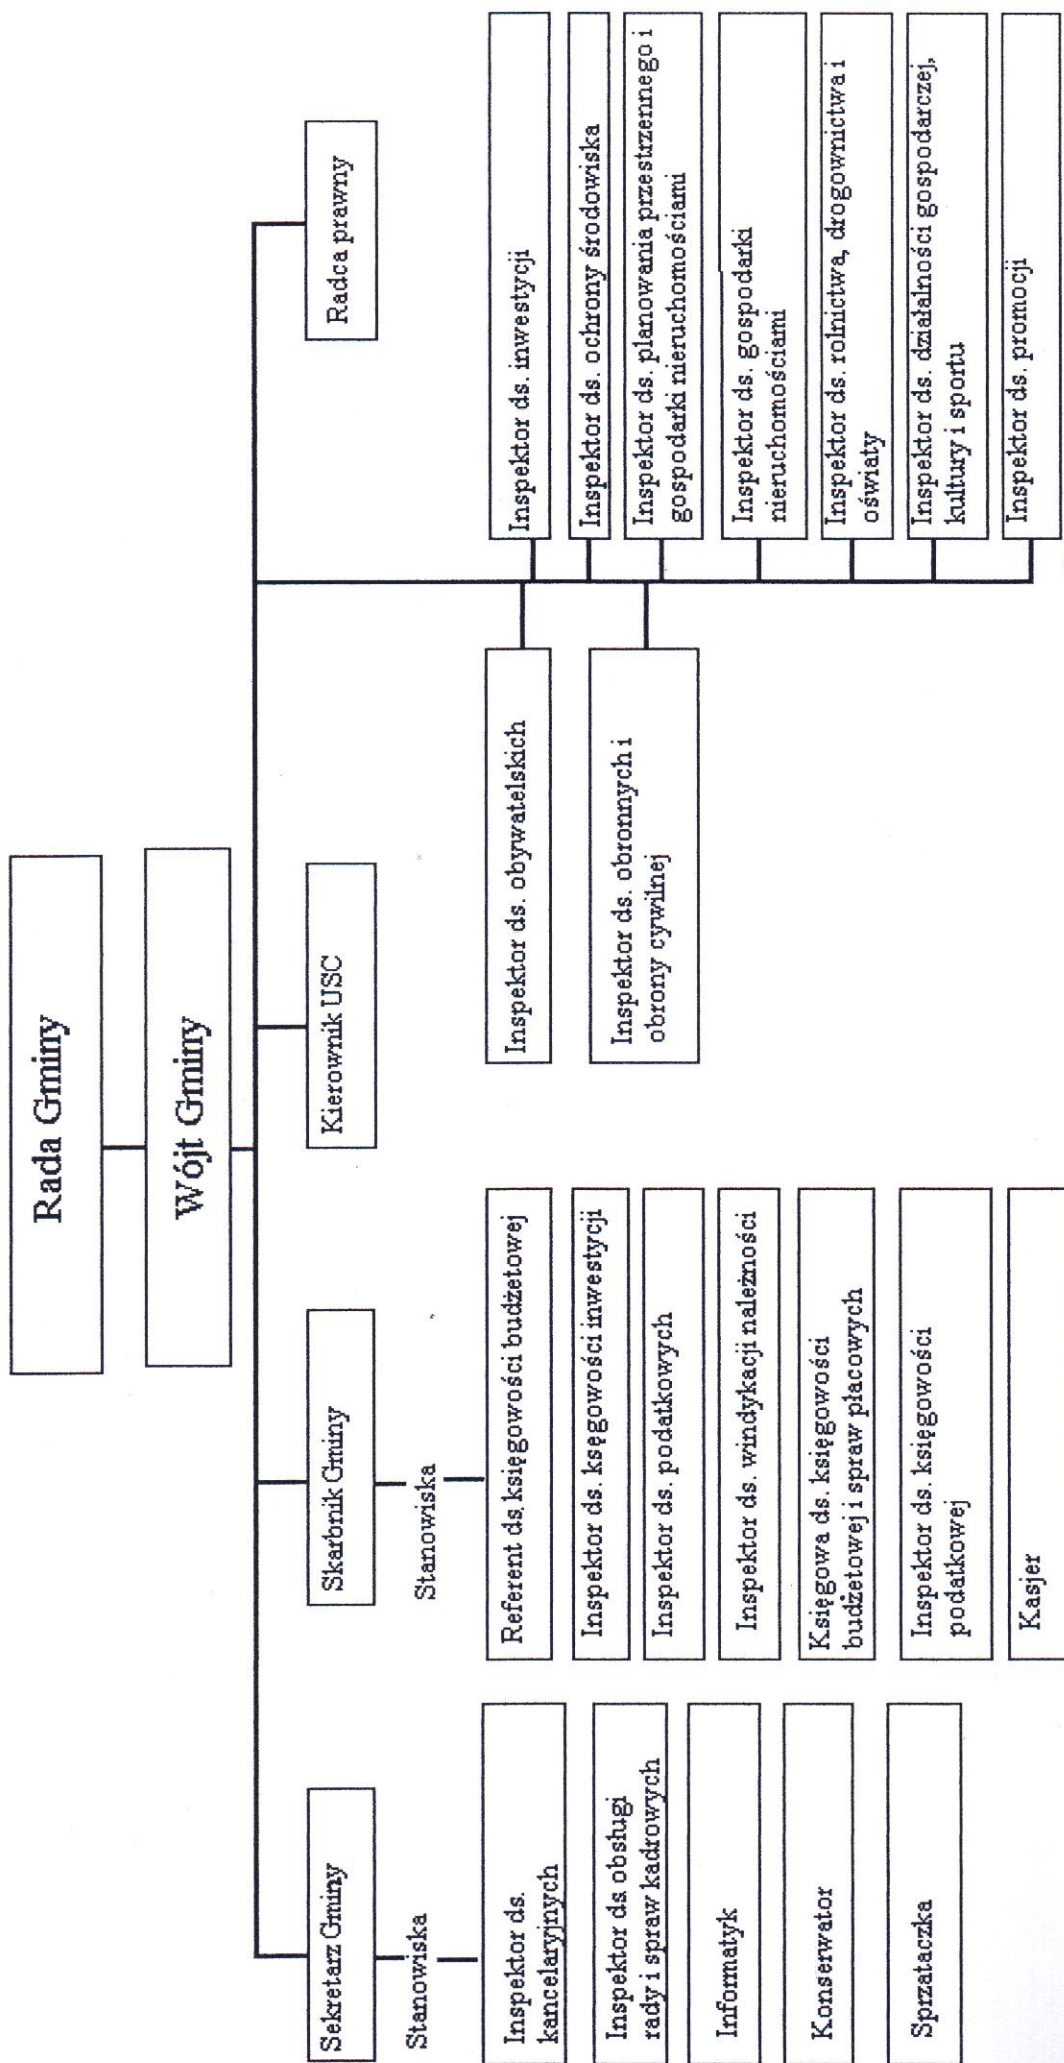 Rada Gminy
Wójt Gminy
Sekretarz Gminy
Skarbnik Gminy
Kierownik USC
Radca prawny
Stanowiska
Inspektor ds.
kancelaryjnych
Inspektor ds. obsługi
rady i spraw kadrowych
Informatyk
Konserwator
Sprzataczka
Stanowiska
Referent ds. księgowości budżetowej
Inspektor ds. ksęgowości inwestycji
Inspektor ds. podatkowych
Inspektor ds. windykacji należności
Księgowa ds. księgowości
budżetowej i spraw płacowych
Inspektor ds. księgowości
podatkowej
Kasjer
Inspektor ds. obywatelskich
Inspektor ds. obronnych i
obrony cywilnej
Inspektor ds. inwestycji
Inspektor ds. ochrony środowiska
Inspektor ds. planowania przestrzennego i
gospodarki nieruchomościami
Inspektor ds. gospodarki
nieruchomościami
Inspektor ds. rolnictwa, drogownictwa i
oświaty
Inspektor ds. działalności gospodarczej,
kultury i sportu
Inspektor ds. promocji